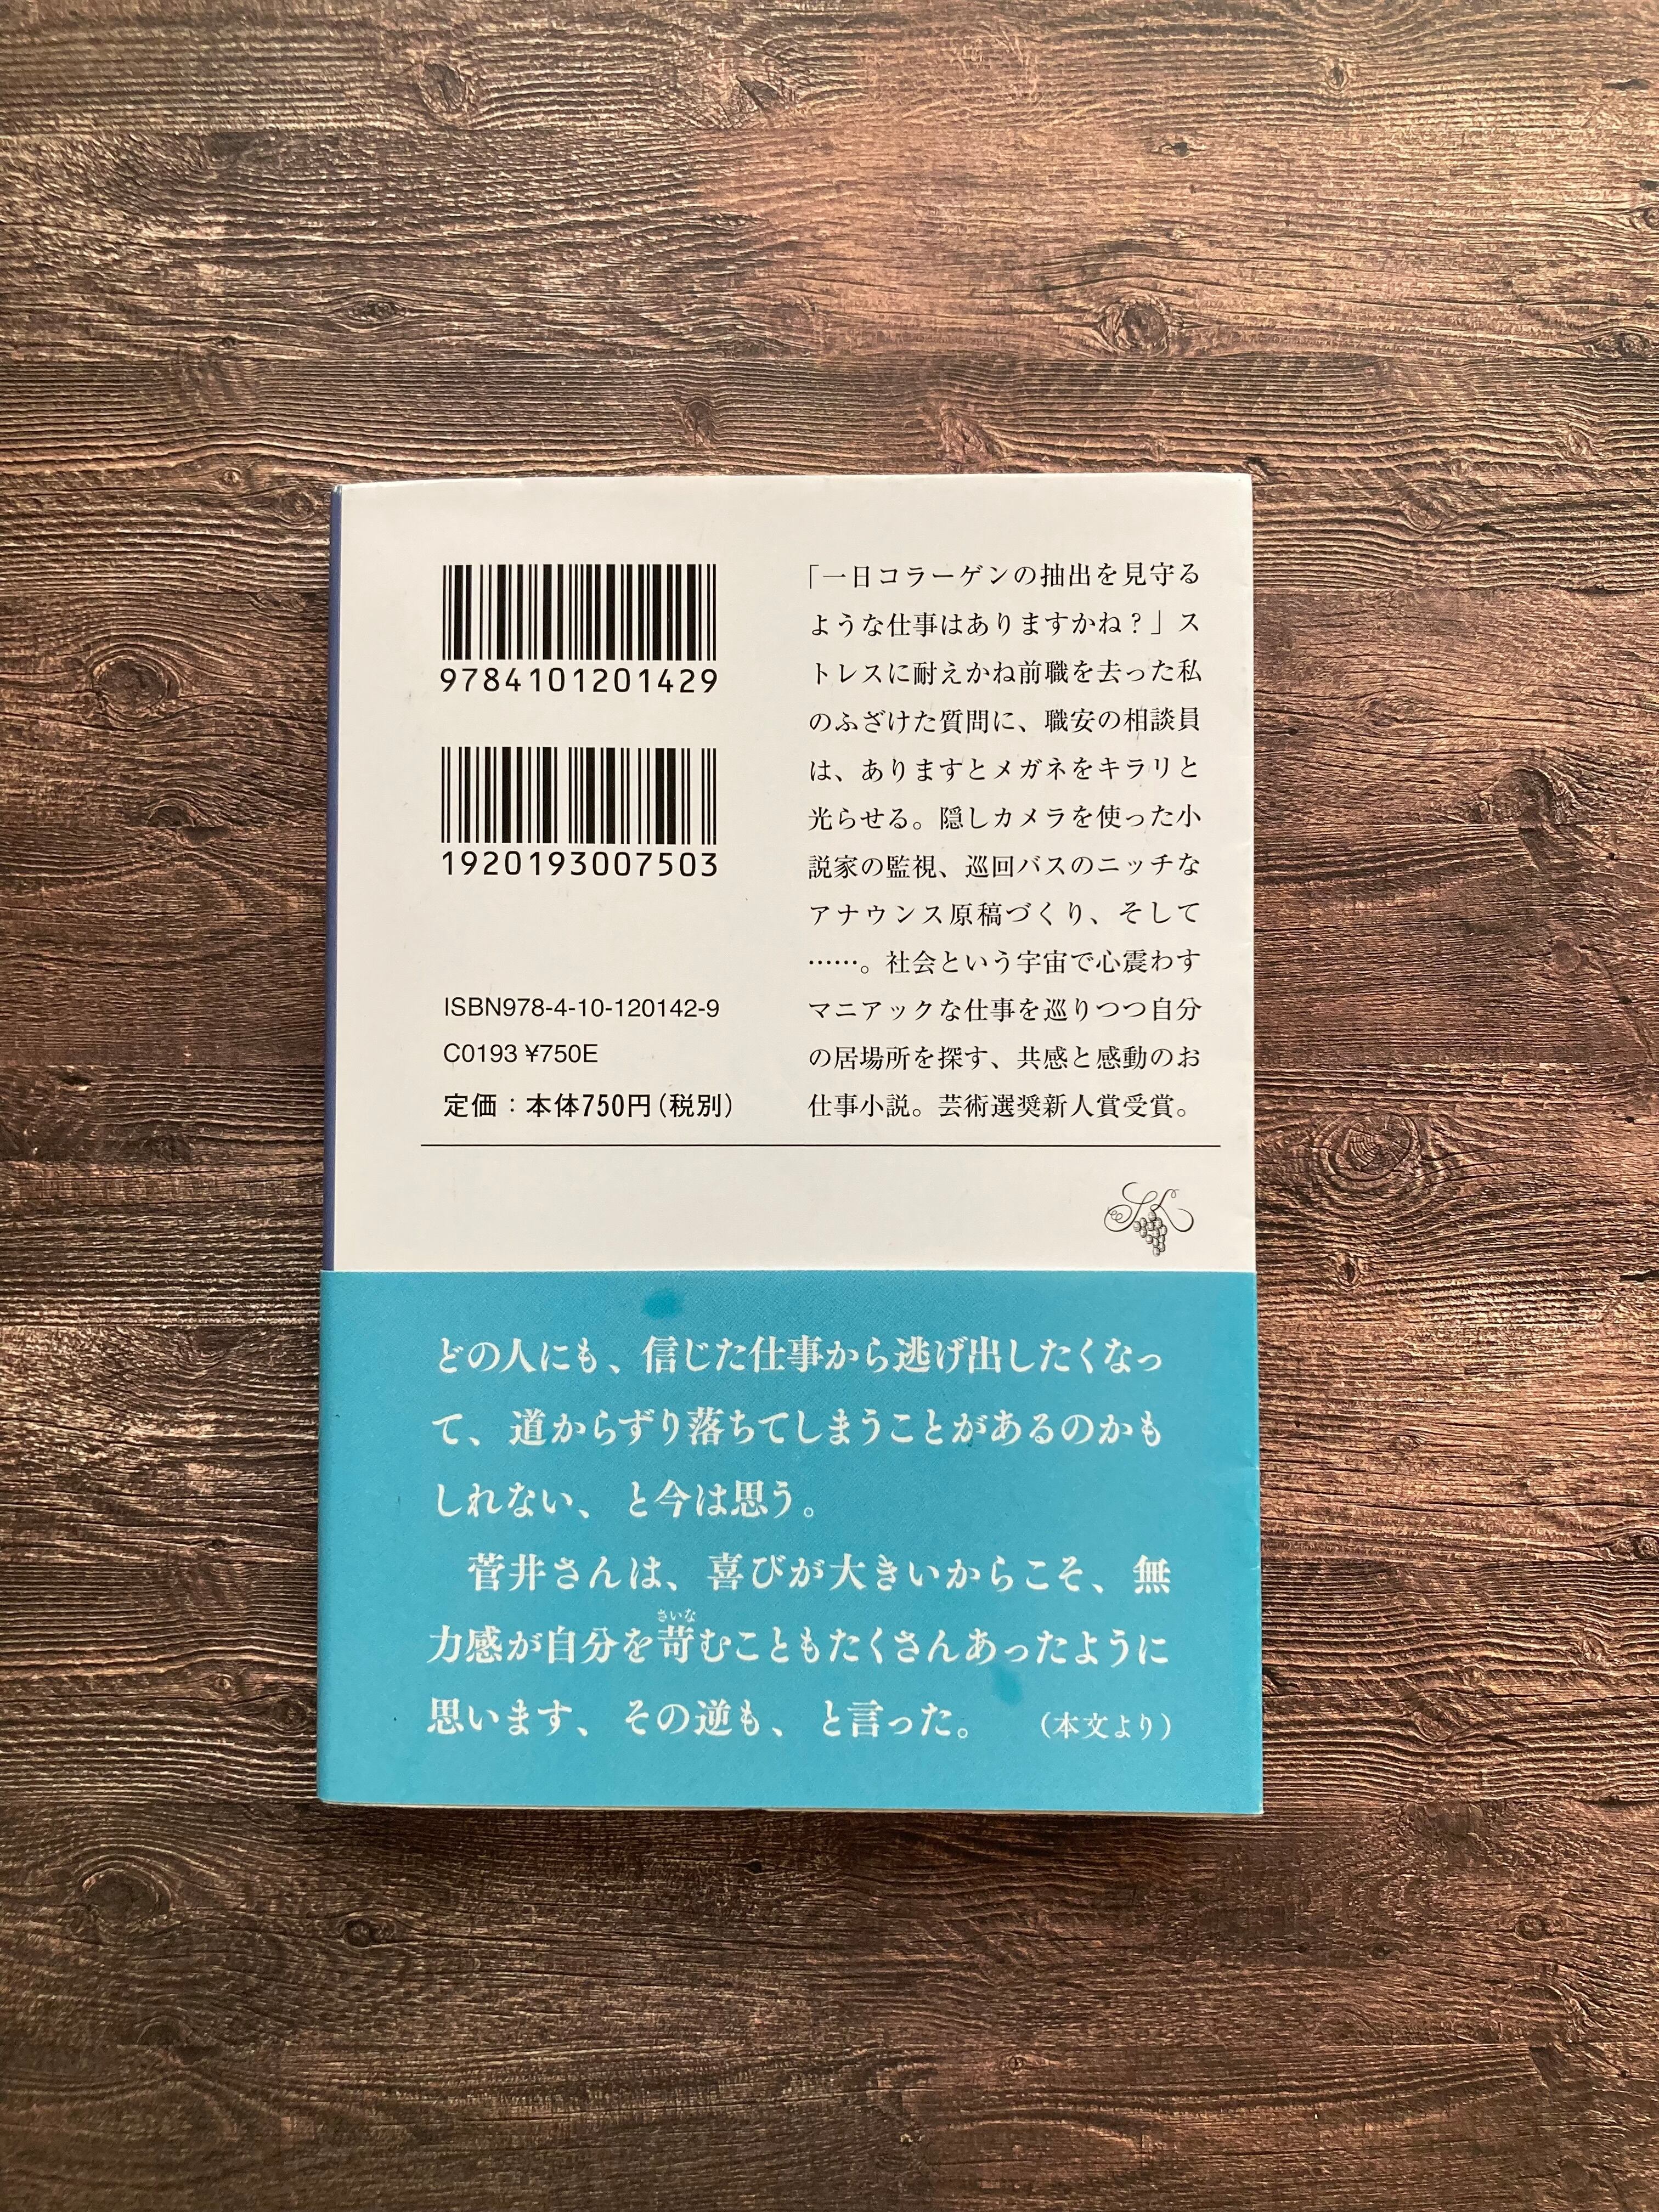 9784101201429
1920193007503
ISBN978-4-10-120142-9
C0193 ¥750E
定価：本体750円（税別）
「一日コラーゲンの抽出を見守る
ような仕事はありますかね？」ス
トレスに耐えかね前職を去った私
のふざけた質問に、職安の相談員
は、ありますとメガネをキラリと
光らせる。隠しカメラを使った小
説家の監視、巡回バスのニッチな
アナウンス原稿づくり、そして
……。社会という宇宙で心震わす
マニアックな仕事を巡りつつ自分
の居場所を探す、共感と感動のお
仕事小説。芸術選奨新人賞受賞。
どの人にも、信じた仕事から逃げ出したくなっ
て、道からずり落ちてしまうことがあるのかも
しれない、と今は思う。
菅井さんは、喜びが大きいからこそ、無
さいな
力感が自分を苛むこともたくさんあったように
思います、その逆も、と言った。 （本文より）